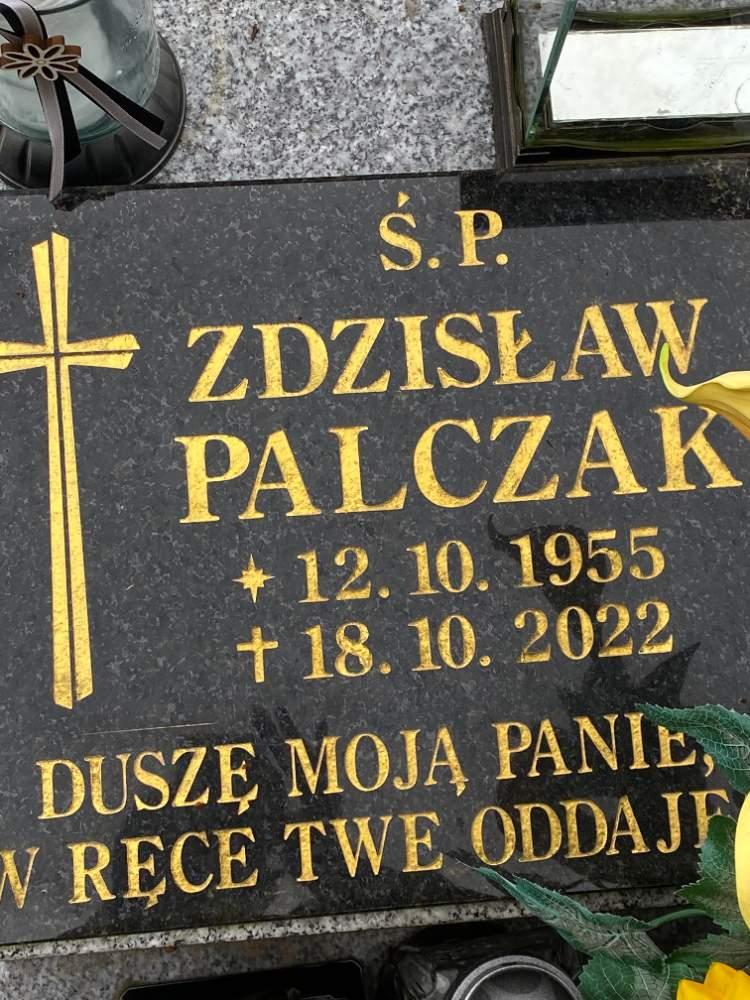 Ś.P.
ZDZISŁAW
PALCZAK
12.10.1955
18.10.2022
DUSZĘ MOJĄ PANIE,
W RĘCE TWE ODDAJĘ